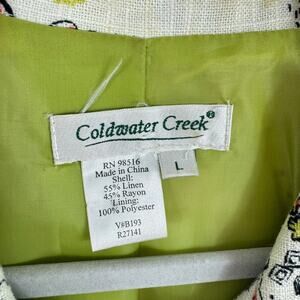 Coldwater Creek®
L
RN 98516
Made in China
Shell:
55% Linen
45% Rayon
Lining:
100% Polyester
V#B193
R27141